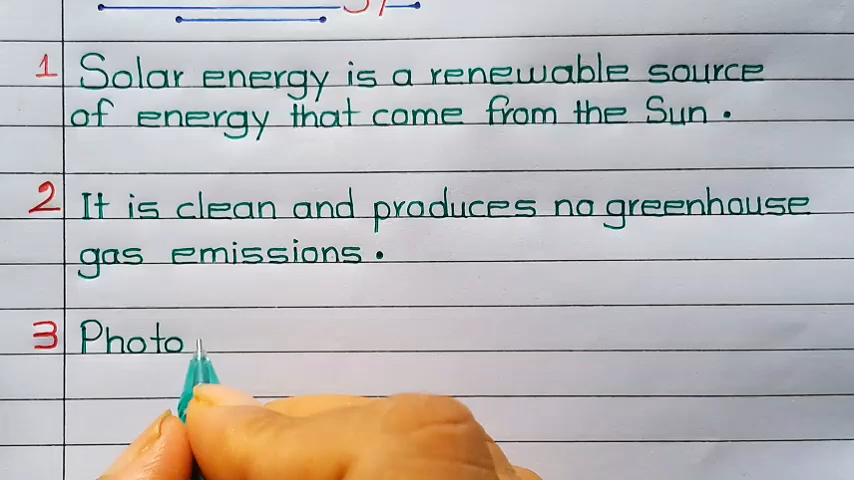 1 Solar energy is a renewable source
of energy that come from the Sun.
2 It is clean and produces no greenhouse
gas emissions.
3 Photo